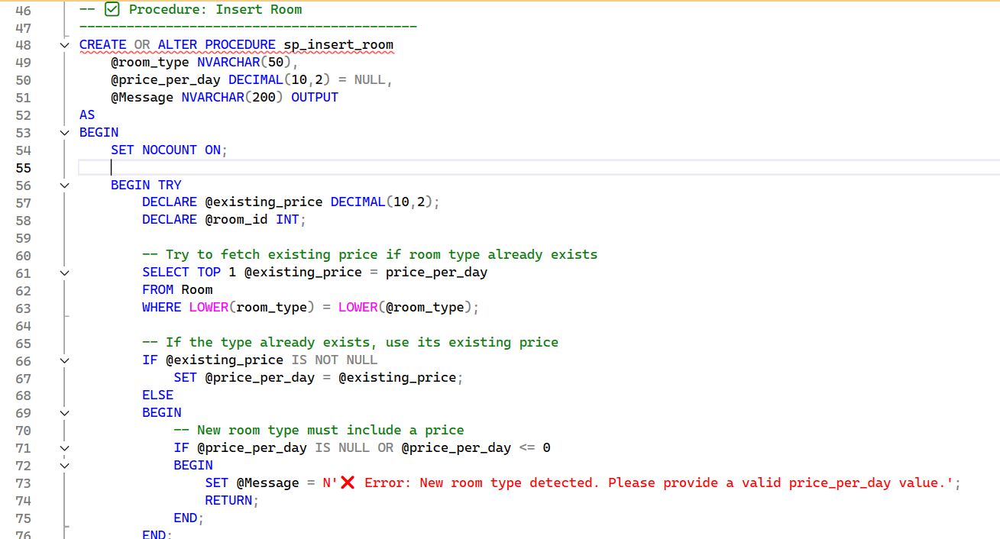 46 -- ✅ Procedure: Insert Room
47 -------------------------------------------
48 CREATE OR ALTER PROCEDURE sp_insert_room
49     @room_type NVARCHAR(50),
50     @price_per_day DECIMAL(10,2) = NULL,
51     @Message NVARCHAR(200) OUTPUT
52 AS
53 BEGIN
54     SET NOCOUNT ON;
55
56     BEGIN TRY
57         DECLARE @existing_price DECIMAL(10,2);
58         DECLARE @room_id INT;
59
60         -- Try to fetch existing price if room type already exists
61         SELECT TOP 1 @existing_price = price_per_day
62         FROM Room
63         WHERE LOWER(room_type) = LOWER(@room_type);
64
65         -- If the type already exists, use its existing price
66         IF @existing_price IS NOT NULL
67             SET @price_per_day = @existing_price;
68         ELSE
69         BEGIN
70             -- New room type must include a price
71             IF @price_per_day IS NULL OR @price_per_day <= 0
72             BEGIN
73                 SET @Message = N'❌ Error: New room type detected. Please provide a valid price_per_day value.';
74                 RETURN;
75             END;
76         END;